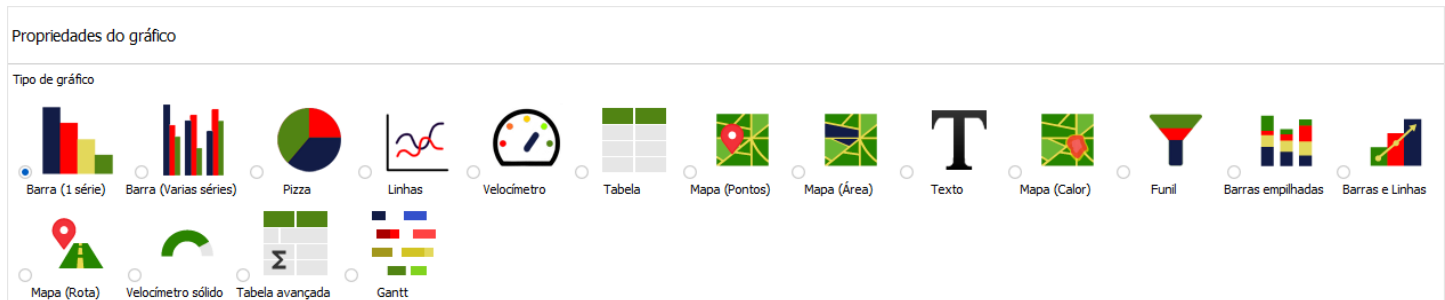 Propriedades do gráfico
Tipo de gráfico
Barra (1 série) Barra (Varias séries) Pizza Linhas Velocímetro Tabela Mapa (Pontos) Mapa (Área) Texto Mapa (Calor) Funil Barras empilhadas Barras e Linhas
Mapa (Rota) Velocímetro sólido Tabela avançada Gantt